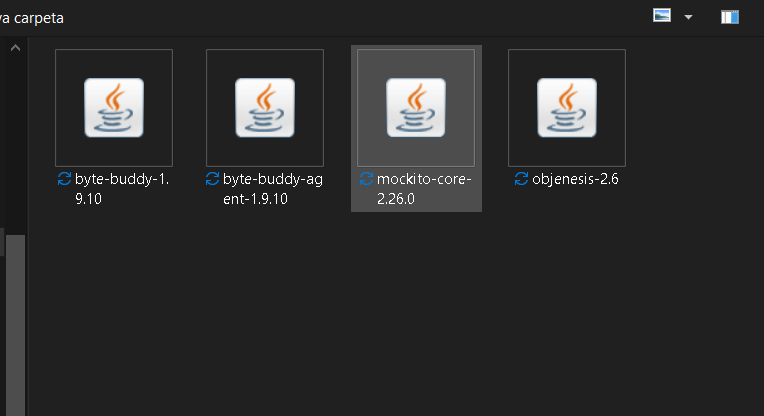 va carpeta
byte-buddy-1.
9.10
byte-buddy-ag
ent-1.9.10
mockito-core-
2.26.0
objenesis-2.6